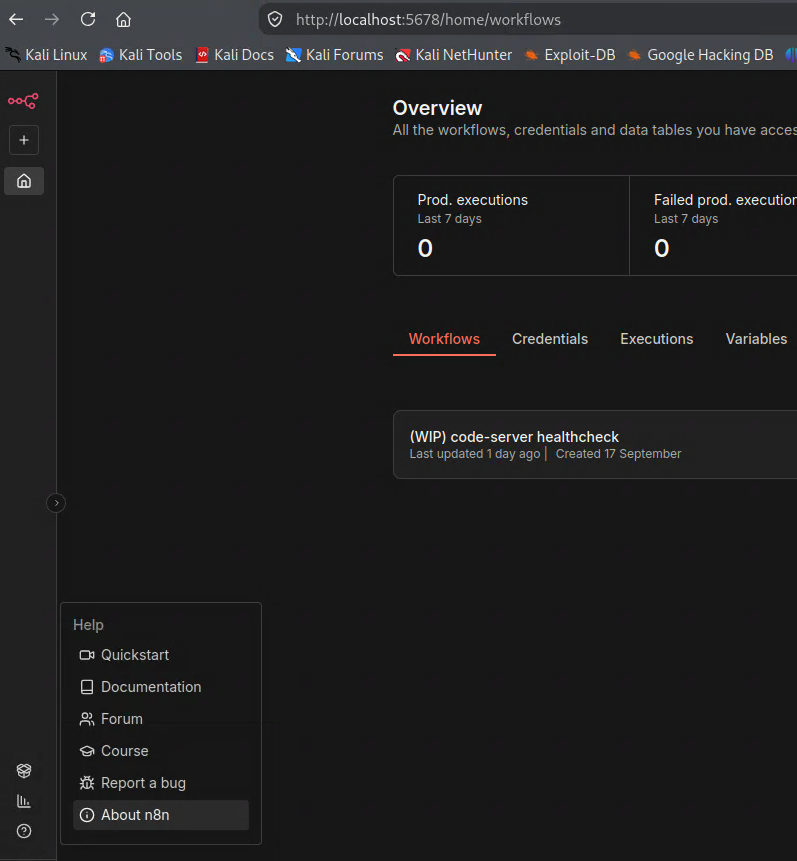 http://localhost:5678/home/workflows
Kali Linux Kali Tools Kali Docs Kali Forums Kali NetHunter Exploit-DB Google Hacking DB
Overview
All the workflows, credentials and data tables you have acces
Prod. executions
Last 7 days
0
Failed prod. execution
Last 7 days
0
Workflows Credentials Executions Variables
(WIP) code-server healthcheck
Last updated 1 day ago | Created 17 September
Help
Quickstart
Documentation
Forum
Course
Report a bug
About n8n